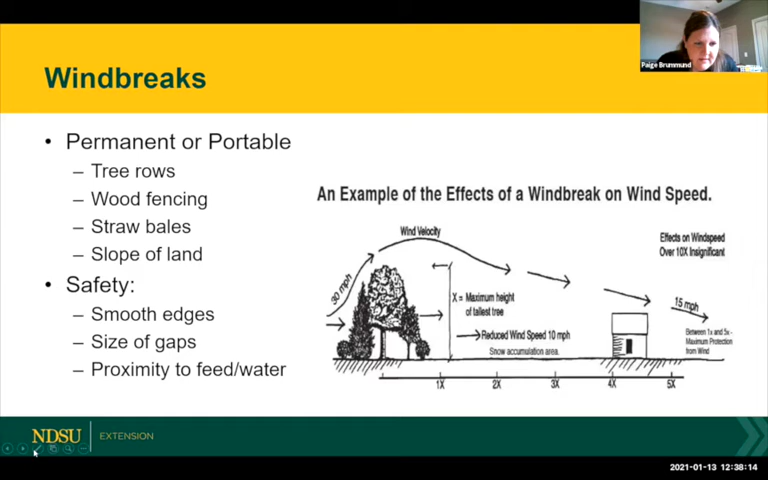 Paige Brummund
Windbreaks
• Permanent or Portable
– Tree rows
– Wood fencing
– Straw bales
– Slope of land
• Safety:
– Smooth edges
– Size of gaps
– Proximity to feed/water
An Example of the Effects of a Windbreak on Wind Speed.
Wind Velocity
Effects on Windspeed
Over 10X Insignificant
30 mph
X = Maximum height
of tallest tree
15 mph
Reduced Wind Speed 10 mph
Snow accumulation area.
Between 1x and 5x-
Maximum Protection
from Wind
1X
2X
3X
4X
5X
NDSU
EXTENSION
2021-01-13 12:38:14